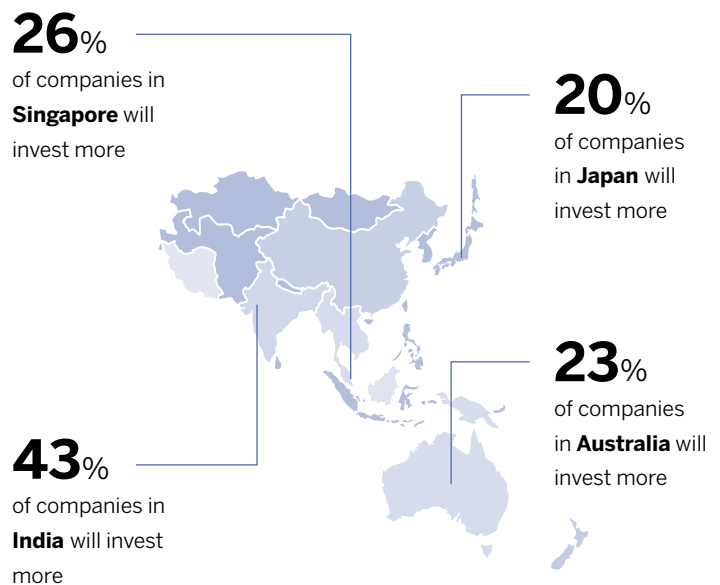 26%
of companies in
Singapore will
invest more
20%
of companies
in Japan will
invest more
23%
of companies
in Australia will
invest more
43%
of companies in
India will invest
more